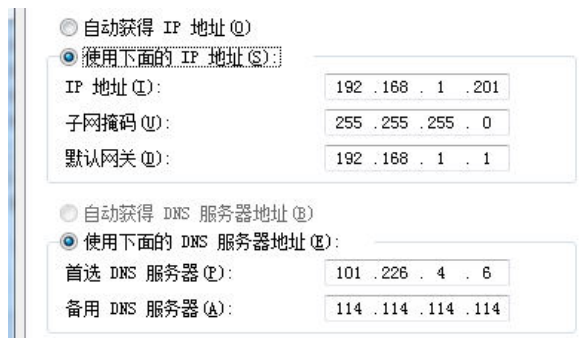 自动获得 IP 地址(O)
使用下面的 IP 地址(S):
IP 地址(I): 192 .168 . 1 .201
子网掩码(U): 255 .255 .255 . 0
默认网关(D): 192 .168 . 1 . 1
自动获得 DNS 服务器地址(B)
使用下面的 DNS 服务器地址(E):
首选 DNS 服务器(P): 101 .226 . 4 . 6
备用 DNS 服务器(A): 114 .114 .114 .114